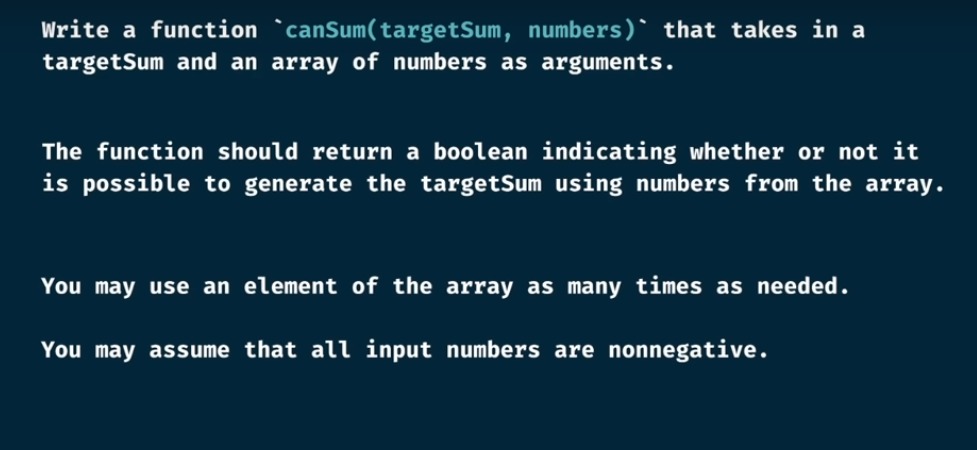 Write a function `canSum(targetSum, numbers)` that takes in a
targetSum and an array of numbers as arguments.
The function should return a boolean indicating whether or not it
is possible to generate the targetSum using numbers from the array.
You may use an element of the array as many times as needed.
You may assume that all input numbers are nonnegative.